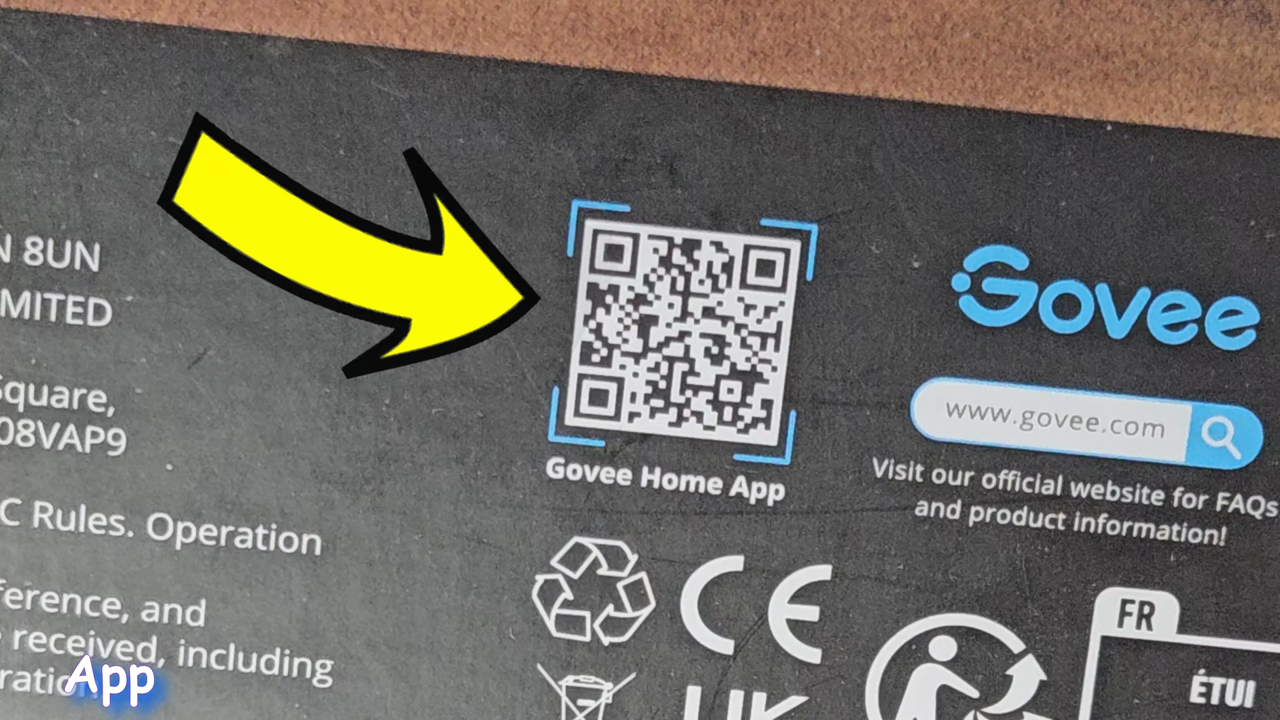 N 8UN
MITED
Square,
08VAP9
C Rules. Operation
ference, and
received, including
App
Govee Home App
Govee
www.govee.com
Visit our official website for FAQs
and product information!
CE
UK
FR
ÉTUI